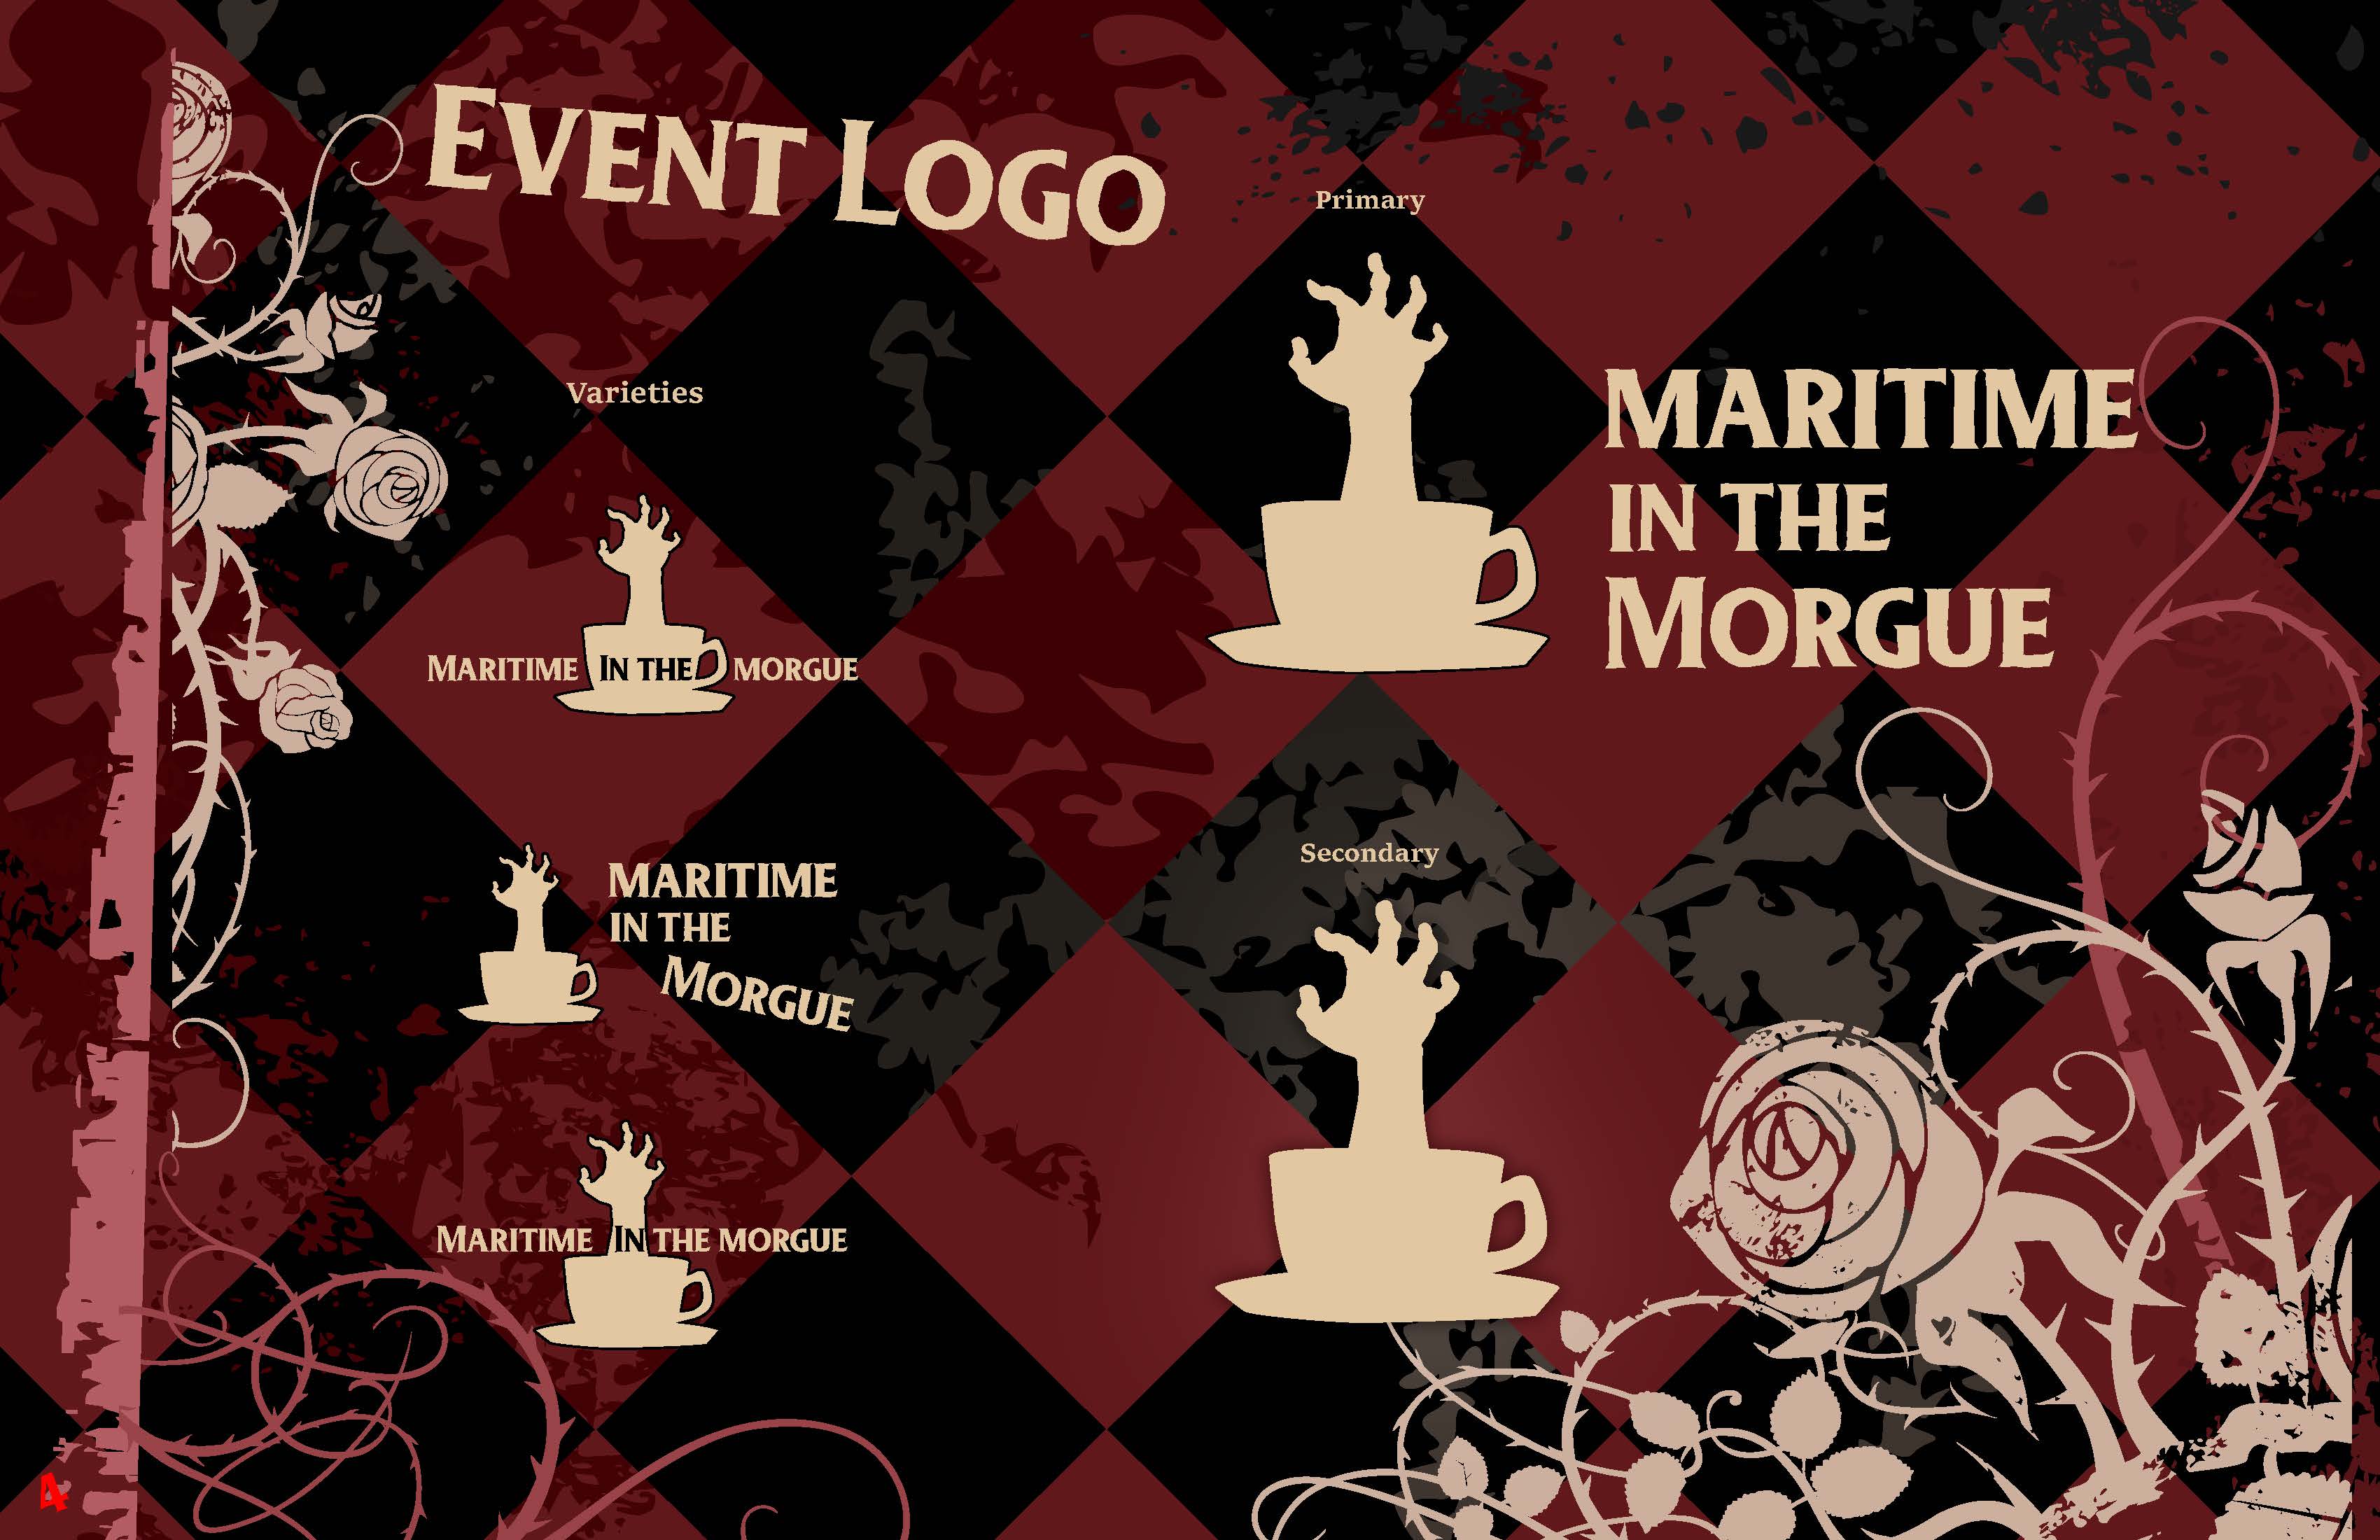 EVENT LOGO
Primary
MARITIME
IN THE
MORGUE
Varieties
MARITIME IN THE MORGUE
MARITIME
IN THE
MORGUE
MARITIME IN THE MORGUE
Secondary
4